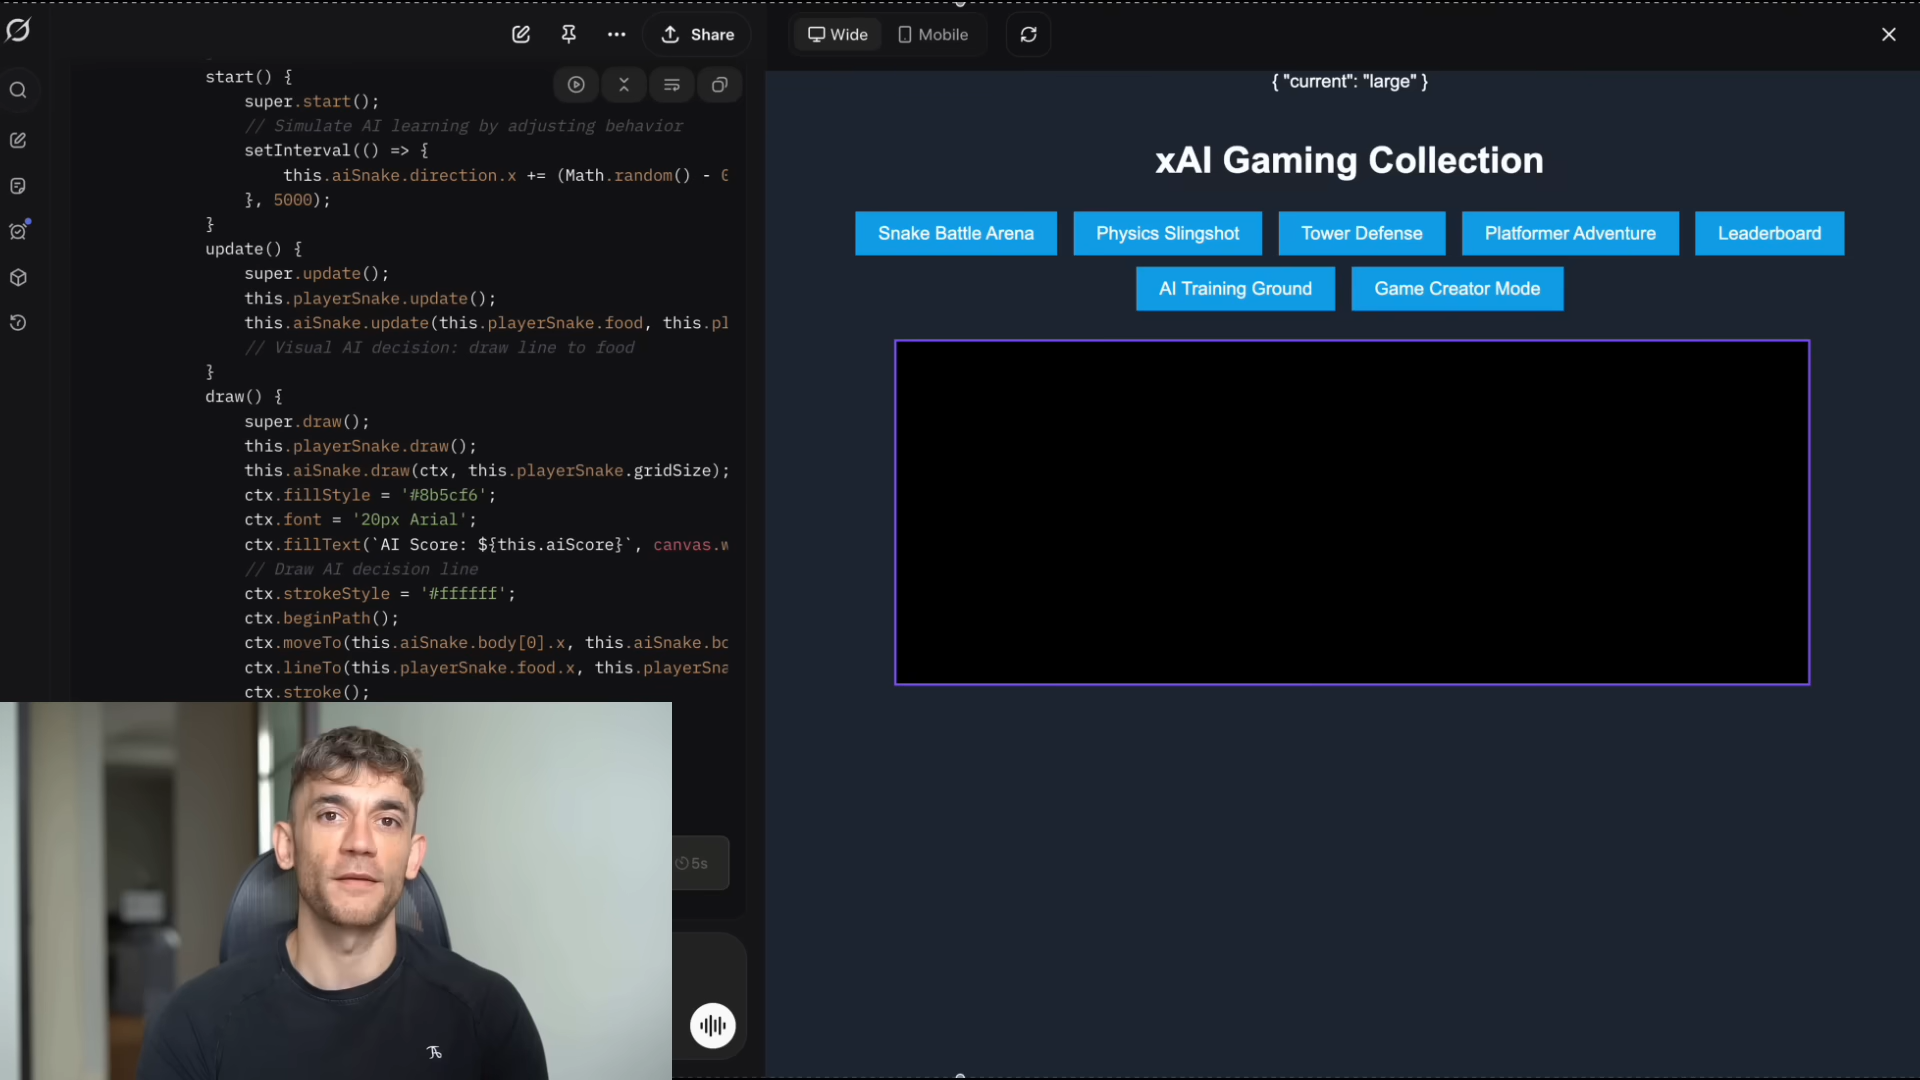 Share
start() {
super.start();
// Simulate AI learning by adjusting behavior
setInterval(() => {
this.aiSnake.direction.x += (Math.random() -
}, 5000);
}
update() {
super.update();
this.playerSnake.update();
this.aiSnake.update(this.playerSnake.food, this.pl
// Visual AI decision: draw line to food
}
draw() {
super.draw();
this.playerSnake.draw();
this.aiSnake.draw(ctx, this.playerSnake.gridSize);
ctx.fillStyle = '#8b5cf6';
ctx.font = '20px Arial';
ctx.fillText(`AI Score: ${this.aiScore}`, canvas.w
// Draw AI decision line
ctx.strokeStyle = '#ffffff';
ctx.beginPath();
ctx.moveTo(this.aiSnake.body[0].x, this.aiSnake.bo
ctx.lineTo(this.playerSnake.food.x, this.playerSna
ctx.stroke();
5s
Wide Mobile
{ "current": "large" }
xAI Gaming Collection
Snake Battle Arena Physics Slingshot Tower Defense Platformer Adventure Leaderboard
AI Training Ground Game Creator Mode